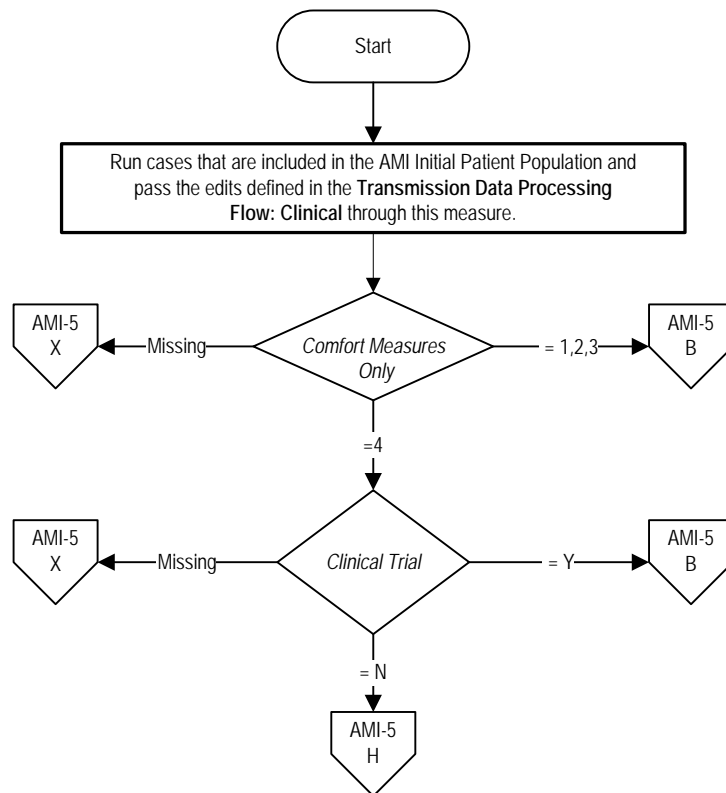 Start
Run cases that are included in the AMI Initial Patient Population and
pass the edits defined in the Transmission Data Processing
Flow: Clinical through this measure.
AMI-5
X
Missing
Comfort Measures
Only
= 1,2,3
AMI-5
B
=4
AMI-5
X
Missing
Clinical Trial
= Y
AMI-5
B
= N
AMI-5
H